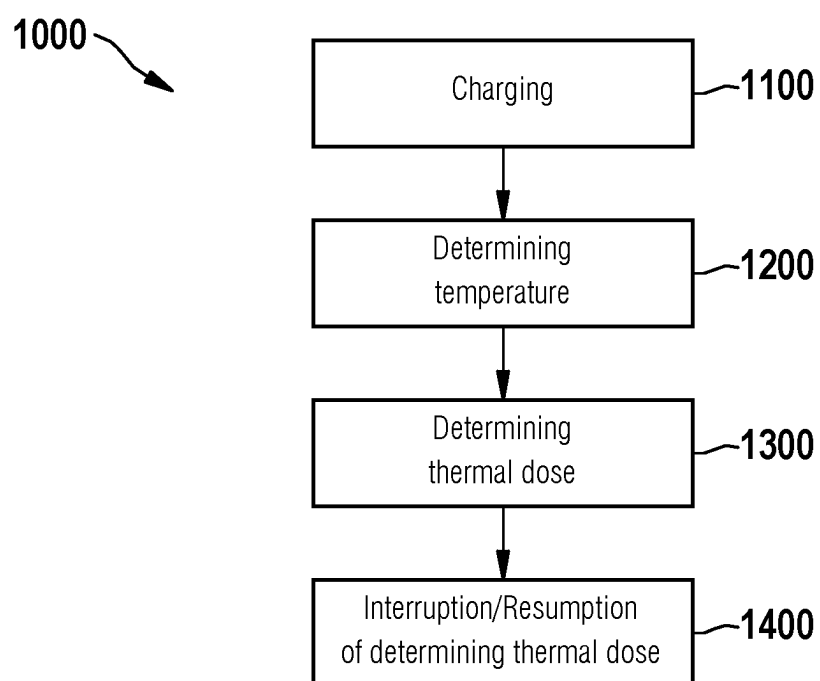 1000
Charging
1100
Determining
temperature
1200
Determining
thermal dose
1300
Interruption/Resumption
of determining thermal dose
1400